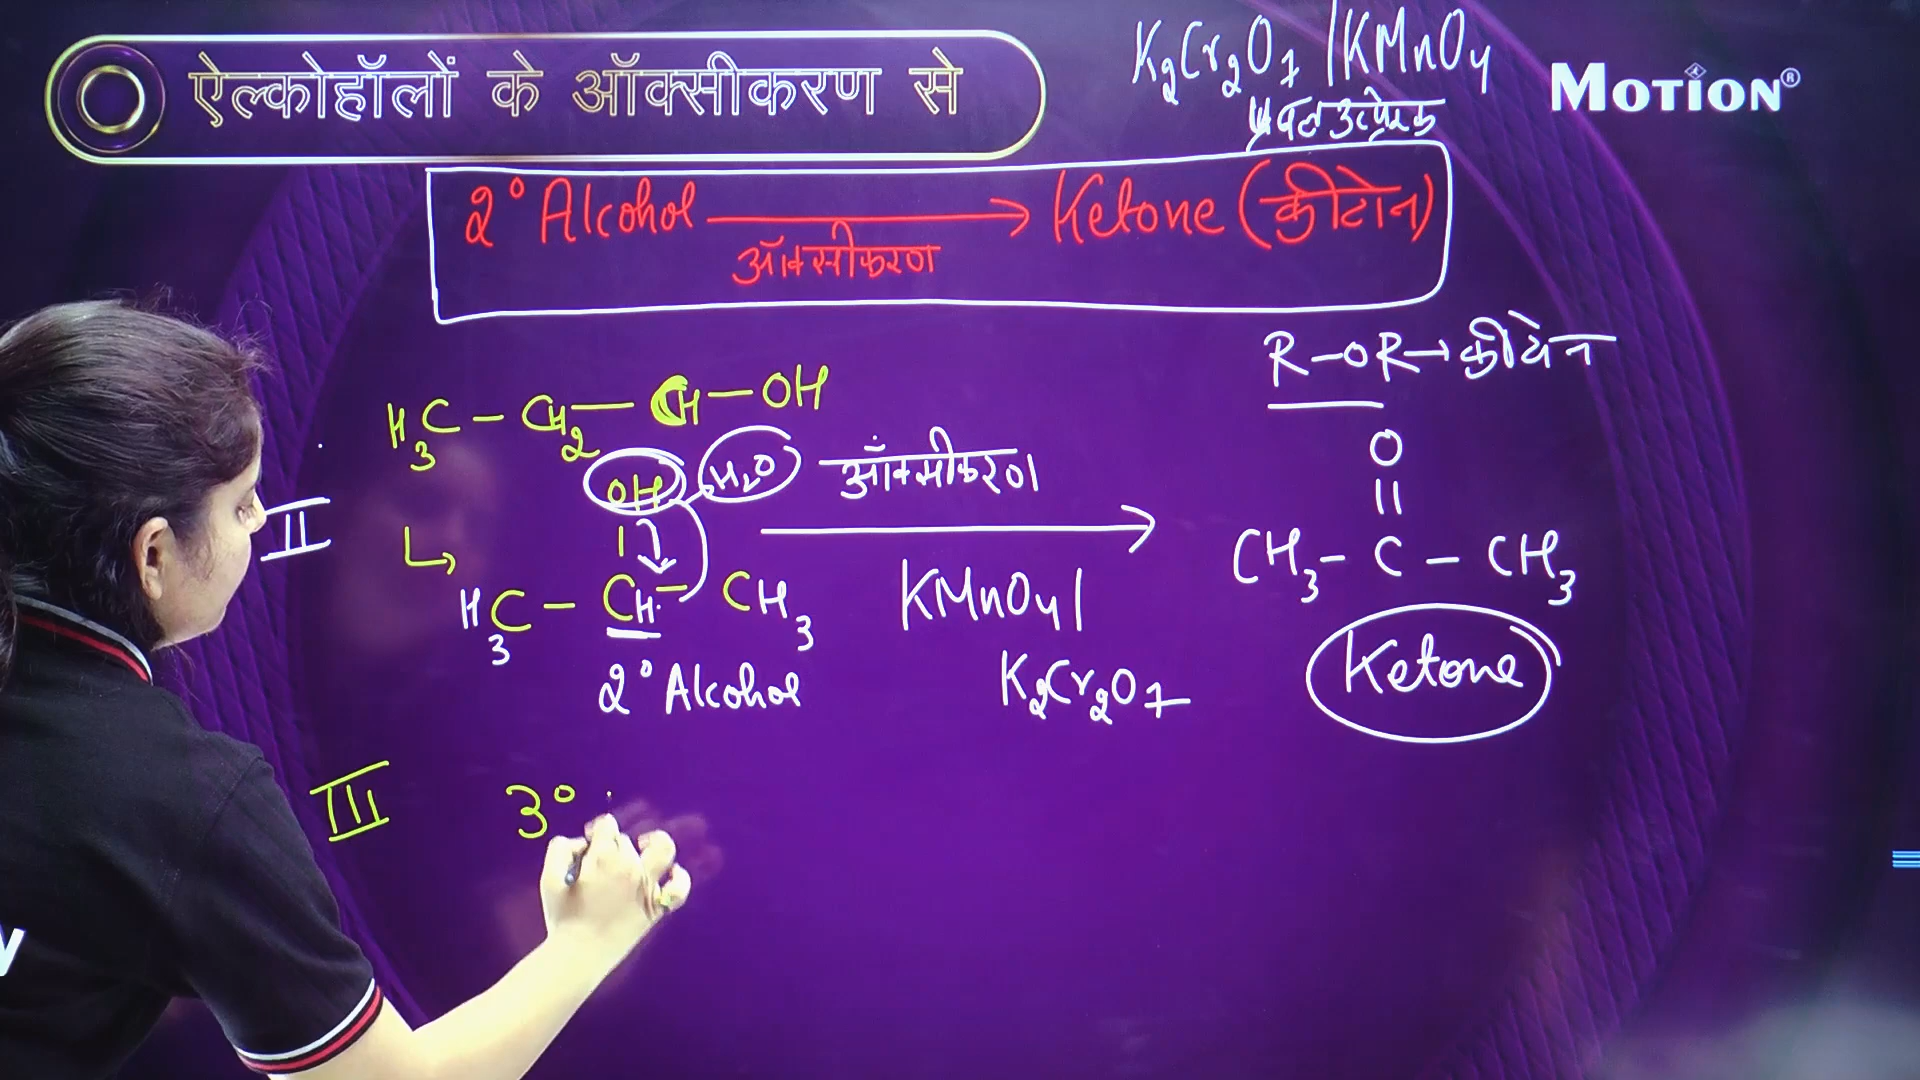 ऐल्कोहॉलों के ऑक्सीकरण से
K₂Cr₂O₇ / KMnO₄
MOTION®
प्रबल उत्प्रेरक
2° Alcohol → Ketone (कीटोन)
ऑक्सीकरण
R-OR → कीटोन
H₃C - CH₂ - CH - OH
OH H₂O ऑक्सीकरण
O
||
II
H₃C - CH - CH₃ → CH₃ - C - CH₃
KMnO₄ |
2° Alcohol K₂Cr₂O₇ Ketone
III 3°